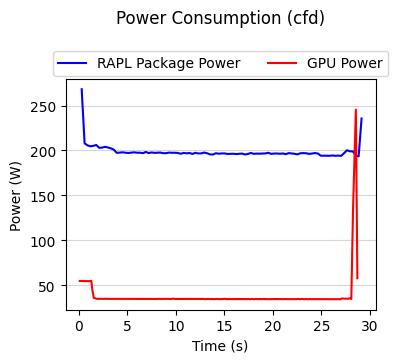 Power Consumption (cfd)
RAPL Package Power GPU Power
250
200
150
100
50
Power (W)
0 5 10 15 20 25 30
Time (s)